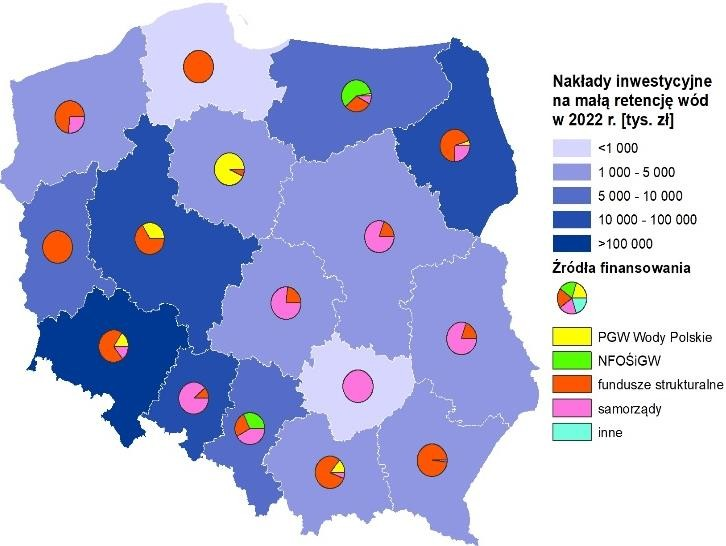 Nakłady inwestycyjne
na małą retencję wód
w 2022 r. [tys. zł]
<1 000
1 000 - 5 000
5 000 - 10 000
10 000 - 100 000
>100 000
Źródła finansowania
PGW Wody Polskie
NFOŚiGW
fundusze strukturalne
samorządy
inne